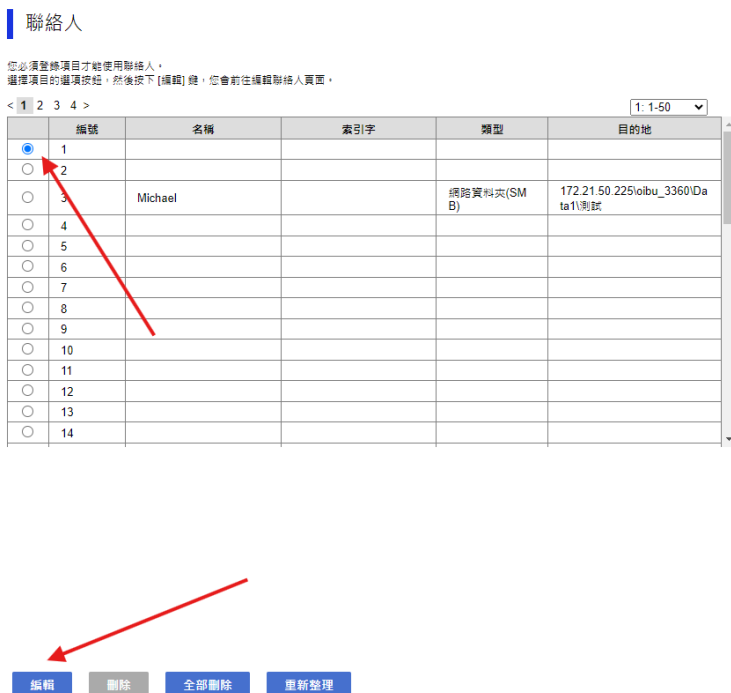 聯絡人
您必須登錄項目才能使用聯絡人。
選擇項目的選項按鈕，然後按下 [編輯] 鍵，您會前往編輯聯絡人頁面。
< 1 2 3 4 >
1: 1-50
編號 名稱 索引字 類型 目的地
1
2
3 Michael 網路資料夾(SM
B) 172.21.50.225\oibu_3360\Da
ta1\測試
4
5
6
7
8
9
10
11
12
13
14
編輯 刪除 全部刪除 重新整理